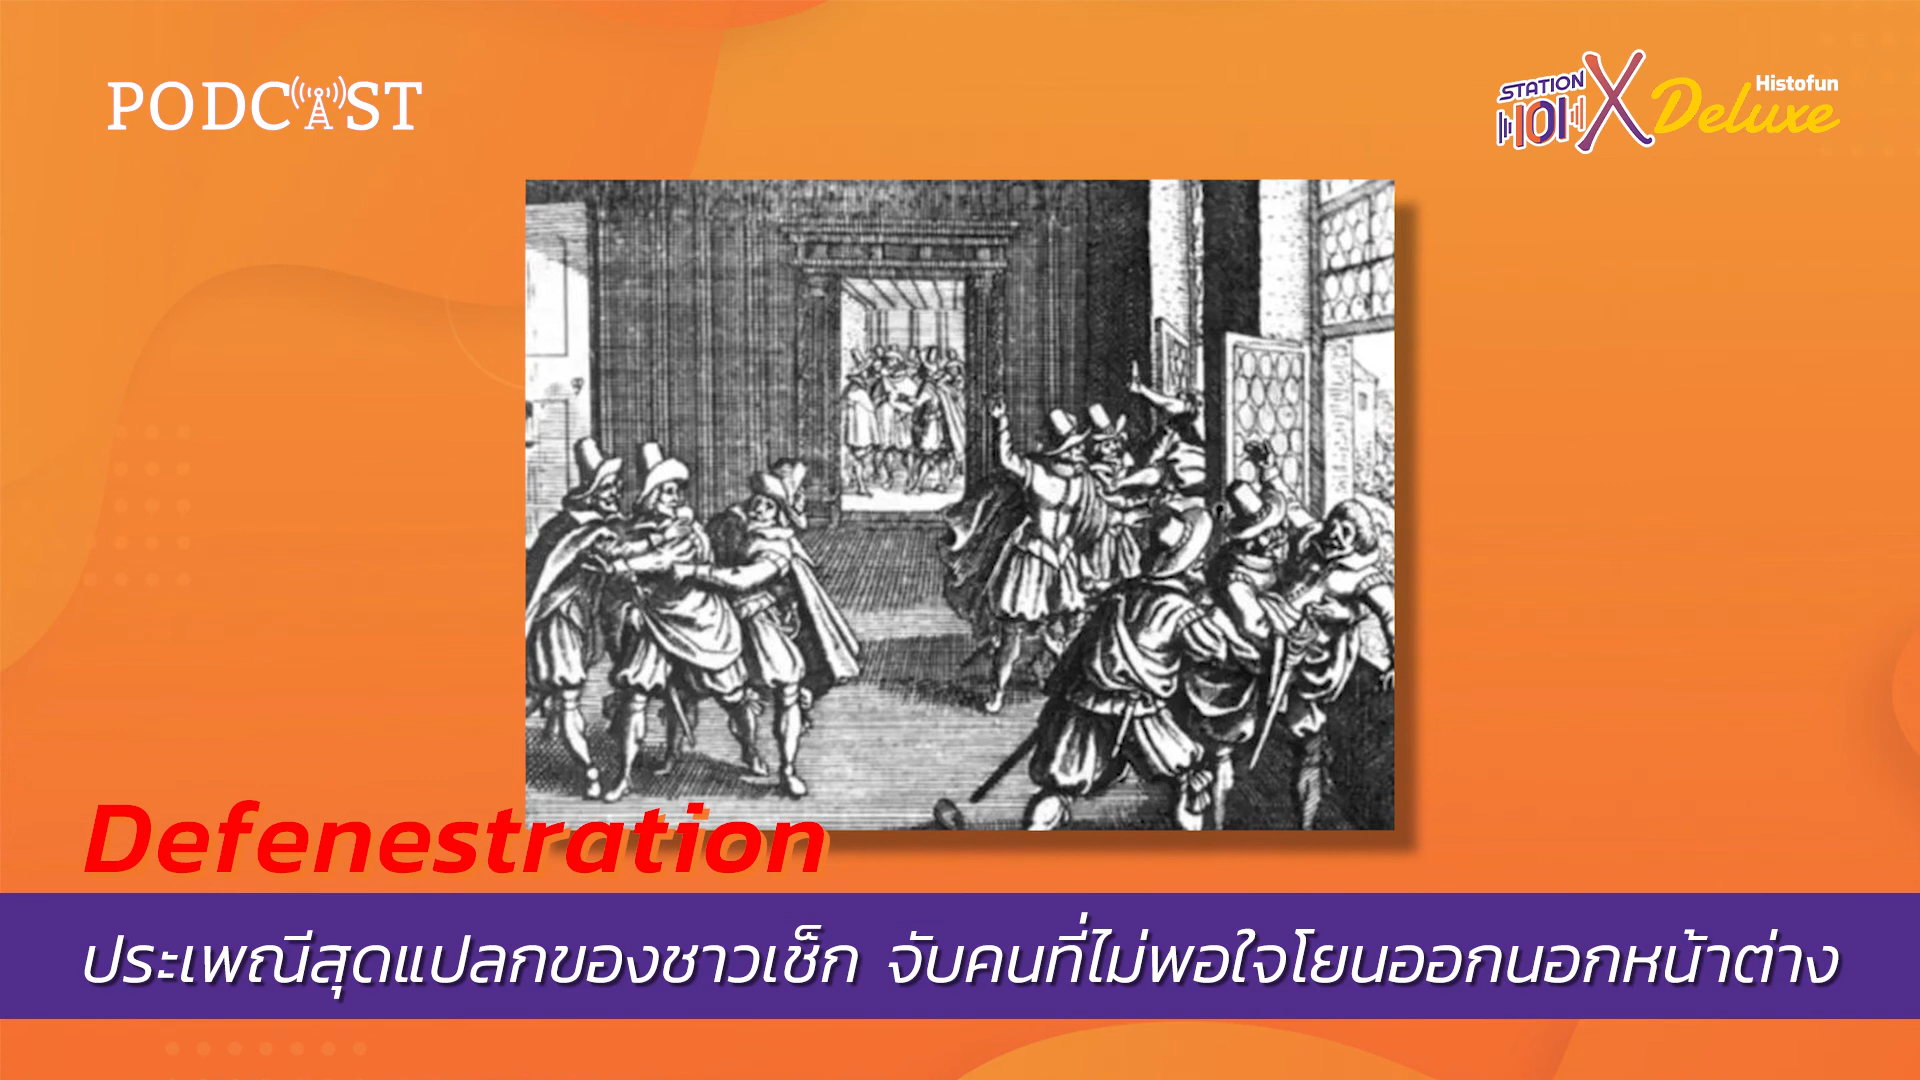 PODCAST
STATION
101
X
Histofun
Deluxe
Defenestration
ประเพณีสุดแปลกของชาวเช็ก จับคนที่ไม่พอใจโยนออกนอกหน้าต่าง